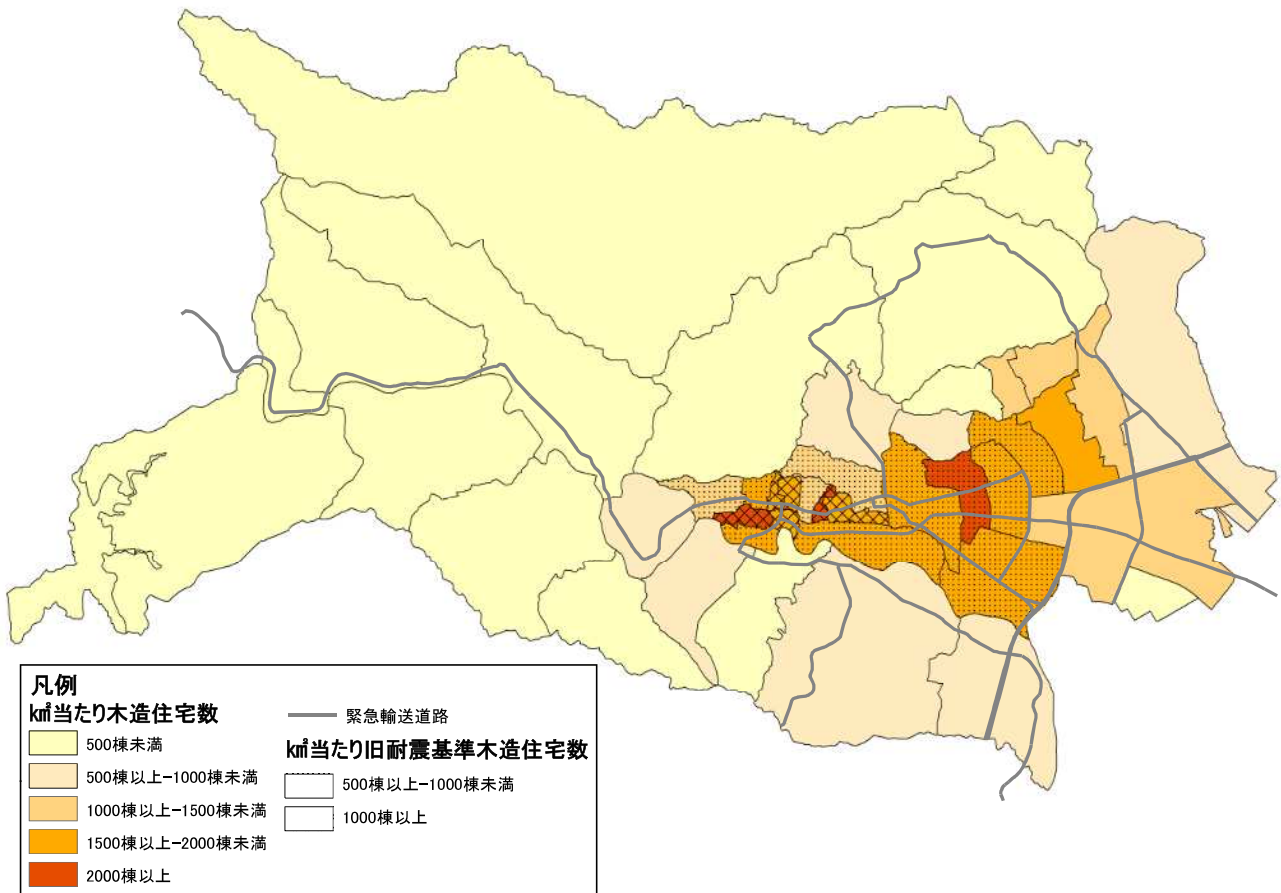 凡例
k㎡当たり木造住宅数
500棟未満
500棟以上-1000棟未満
1000棟以上-1500棟未満
1500棟以上-2000棟未満
2000棟以上
緊急輸送道路
k㎡当たり旧耐震基準木造住宅数
500棟以上-1000棟未満
1000棟以上